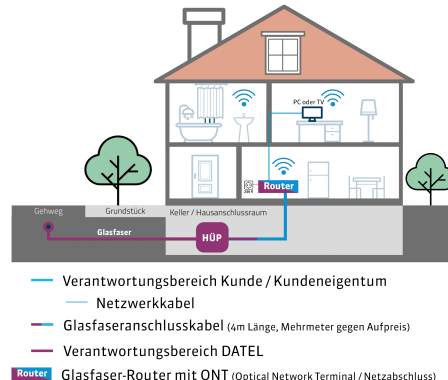 PC oder TV
Router
Gehweg
Grundstück
Keller / Hausanschlussraum
Glasfaser
HÜP
Verantwortungsbereich Kunde / Kundeneigentum
Netzwerkkabel
Glasfaseranschlusskabel (4m Länge, Mehrmeter gegen Aufpreis)
Verantwortungsbereich DATEL
Router Glasfaser-Router mit ONT (Optical Network Terminal / Netzabschluss)